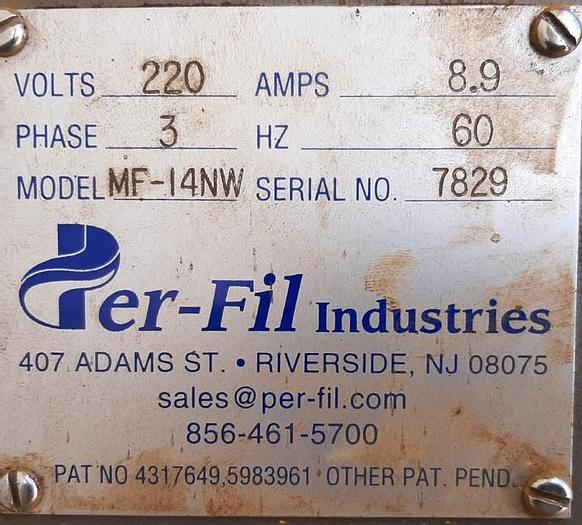 VOLTS 220 AMPS 8.9
PHASE 3 HZ 60
MODEL MF-14NW SERIAL NO. 7829
Per-Fil Industries
407 ADAMS ST. • RIVERSIDE, NJ 08075
sales@per-fil.com
856-461-5700
PAT NO 4317649,5983961 OTHER PAT. PEND.